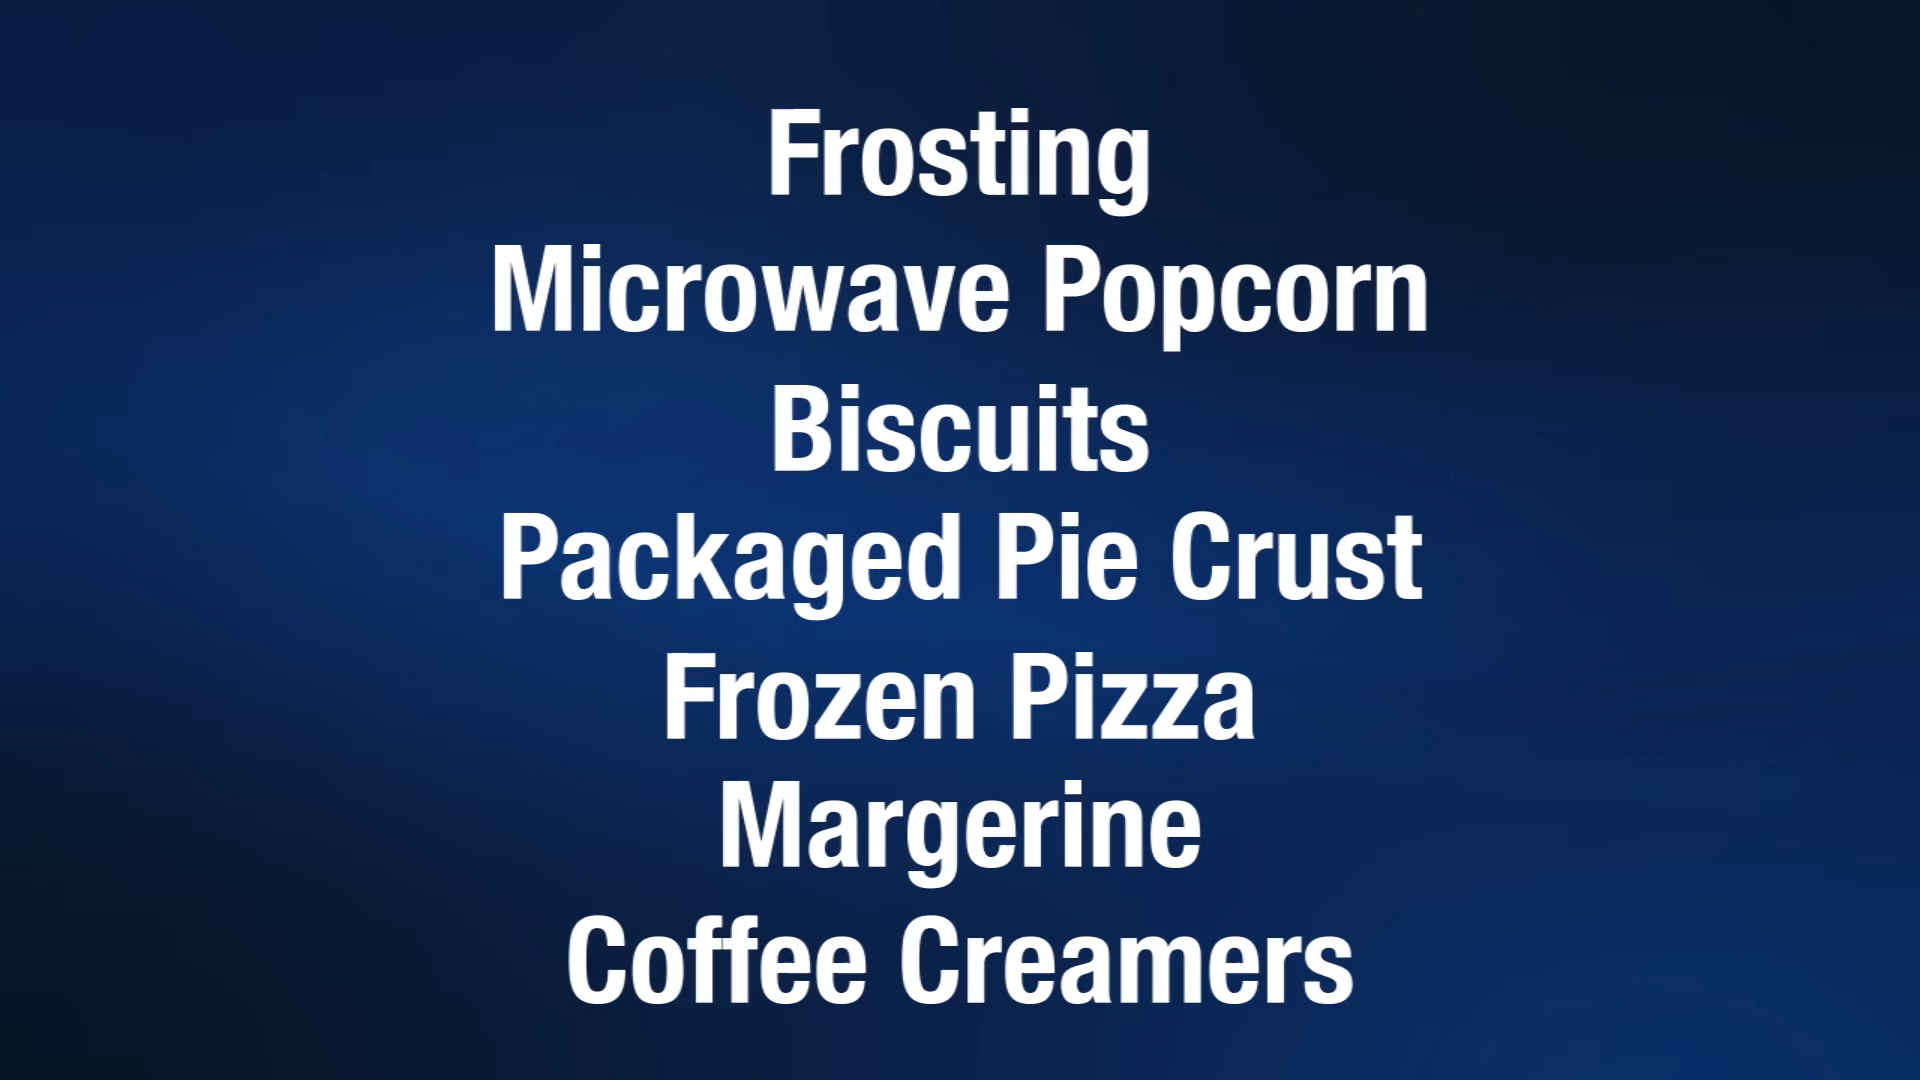 Frosting
Microwave Popcorn
Biscuits
Packaged Pie Crust
Frozen Pizza
Margerine
Coffee Creamers